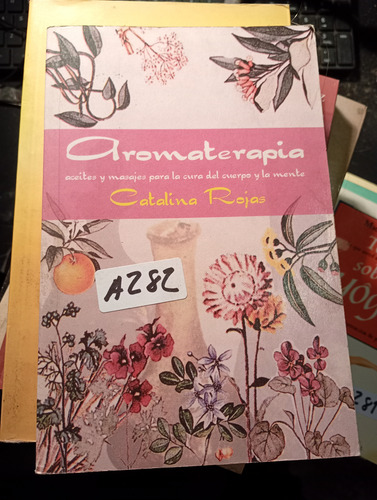 Aromaterapia
aceites y masajes para la cura del cuerpo y la mente
Catalina Rojas
A282